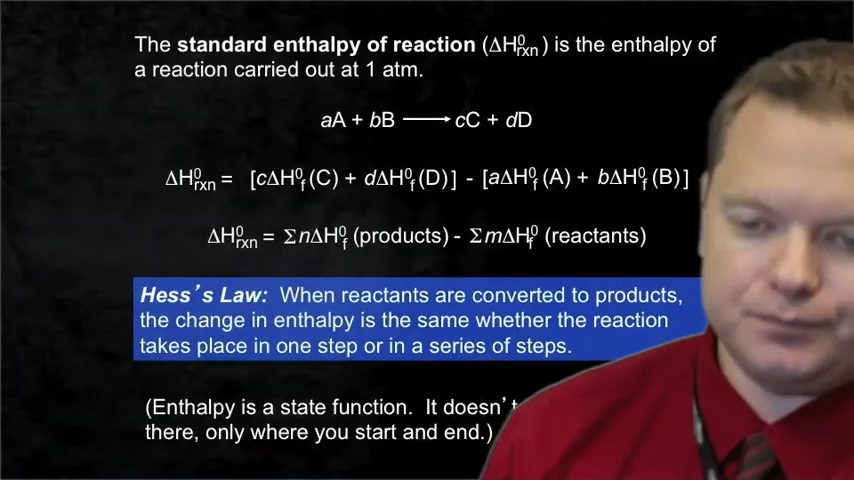 The standard enthalpy of reaction (ΔH⁰rxn) is the enthalpy of
a reaction carried out at 1 atm.
aA + bB ⟶ cC + dD
ΔH⁰rxn = [cΔH⁰f (C) + dΔH⁰f (D)] - [aΔH⁰f (A) + bΔH⁰f (B)]
ΔH⁰rxn = ΣnΔH⁰f (products) - ΣmΔH⁰f (reactants)
Hess's Law: When reactants are converted to products,
the change in enthalpy is the same whether the reaction
takes place in one step or in a series of steps.
(Enthalpy is a state function. It doesn't
there, only where you start and end.)